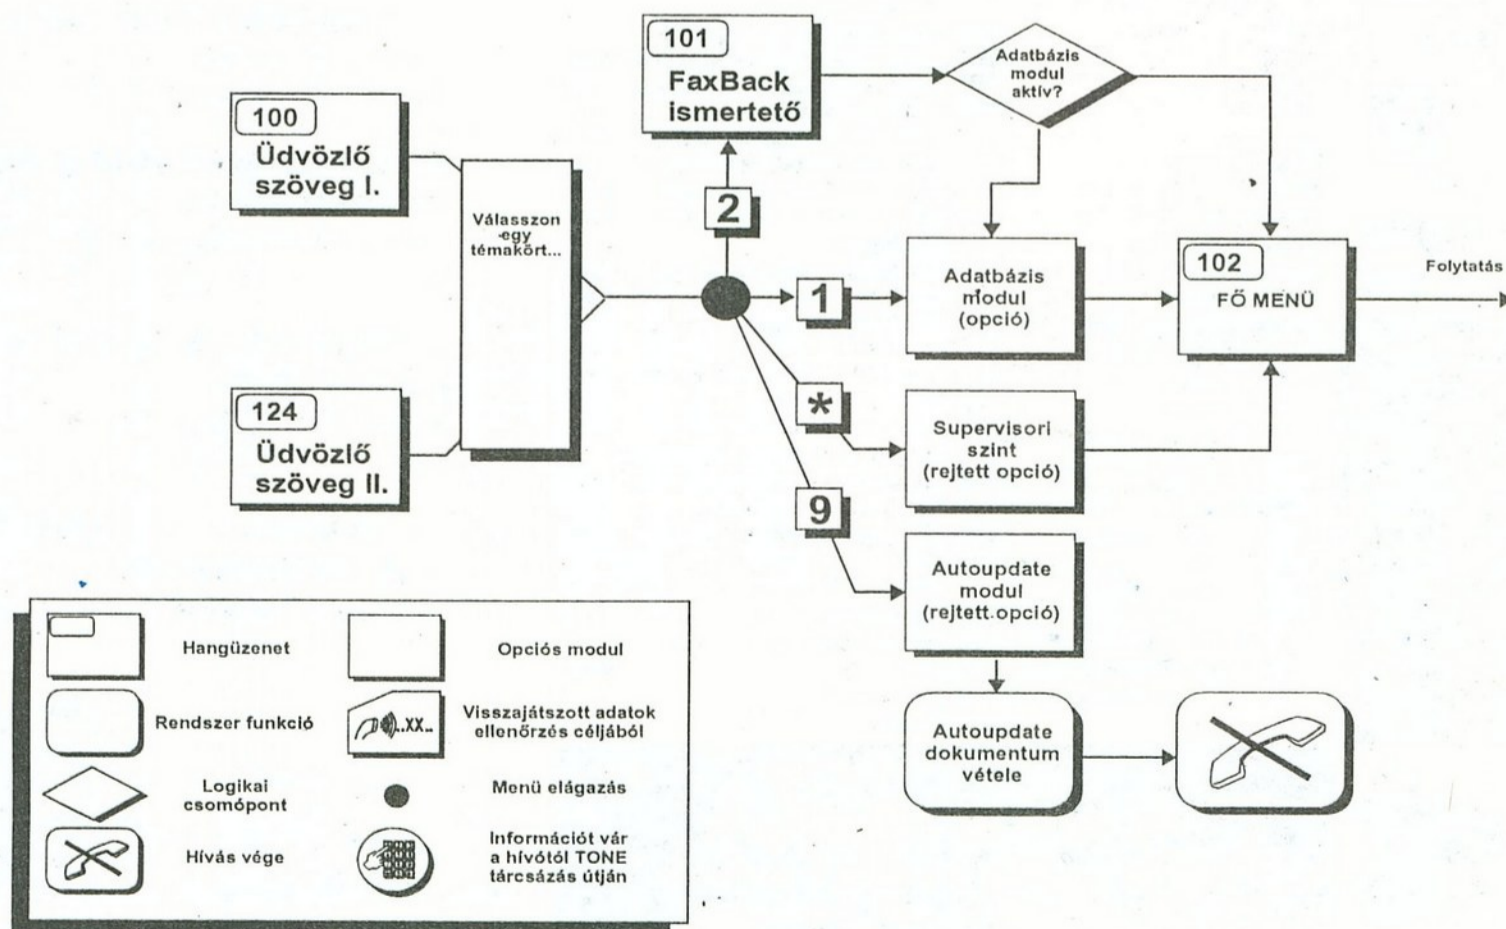 100
Üdvözlő
szöveg I.
124
Üdvözlő
szöveg II.
Válasszon
egy
témakört...
101
FaxBack
ismertető
Adatbázis
modul
aktív?
2
1
*
9
Adatbázis
modul
(opció)
102
FŐ MENÜ
Folytatás
Supervisori
szint
(rejtett opció)
Autoupdate
modul
(rejtett opció)
Autoupdate
dokumentum
vétele
Hangüzenet
Opciós modul
Rendszer funkció
..XX..
Visszajátszott adatok
ellenőrzés céljából
Logikai
csomópont
Menü elágazás
Hívás vége
Információt vár
a hívótól TONE
tárcsázás útján